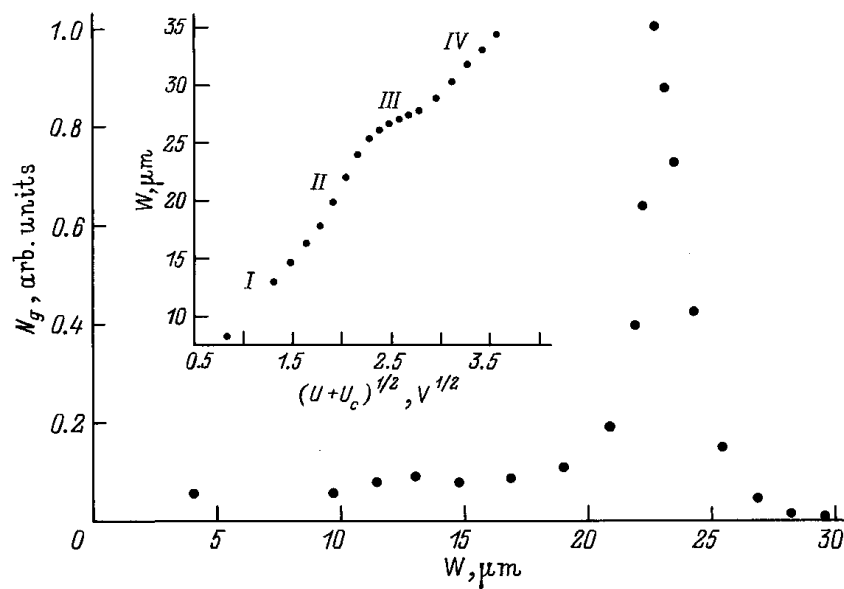 1.0
0.8
0.6
0.4
0.2
0
N_g, arb. units
5
10
15
20
25
30
W, μm
35
30
25
20
15
10
W, μm
0.5
1.5
2.5
3.5
(U+U_c)^{1/2}, V^{1/2}
I
II
III
IV